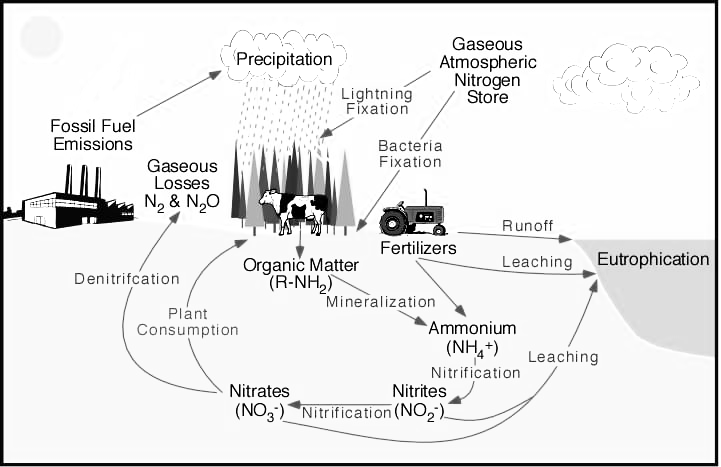 Precipitation
Gaseous
Atmospheric
Nitrogen
Store
Lightning
Fixation
Fossil Fuel
Emissions
Bacteria
Fixation
Gaseous
Losses
N₂ & N₂O
Runoff
Fertilizers
Leaching
Eutrophication
Organic Matter
(R-NH₂)
Denitrifcation
Mineralization
Plant
Consumption
Ammonium
(NH₄⁺)
Leaching
Nitrification
Nitrates
(NO₃⁻)
Nitrification
Nitrites
(NO₂⁻)